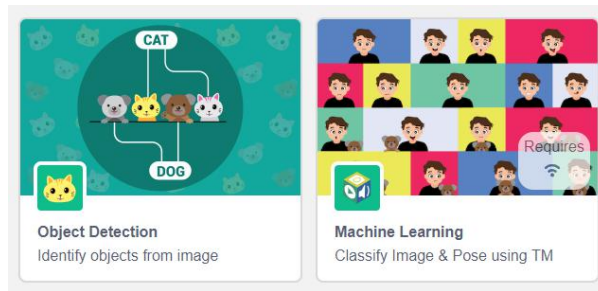 CAT
DOG
Object Detection
Identify objects from image
Requires
Machine Learning
Classify Image & Pose using TM